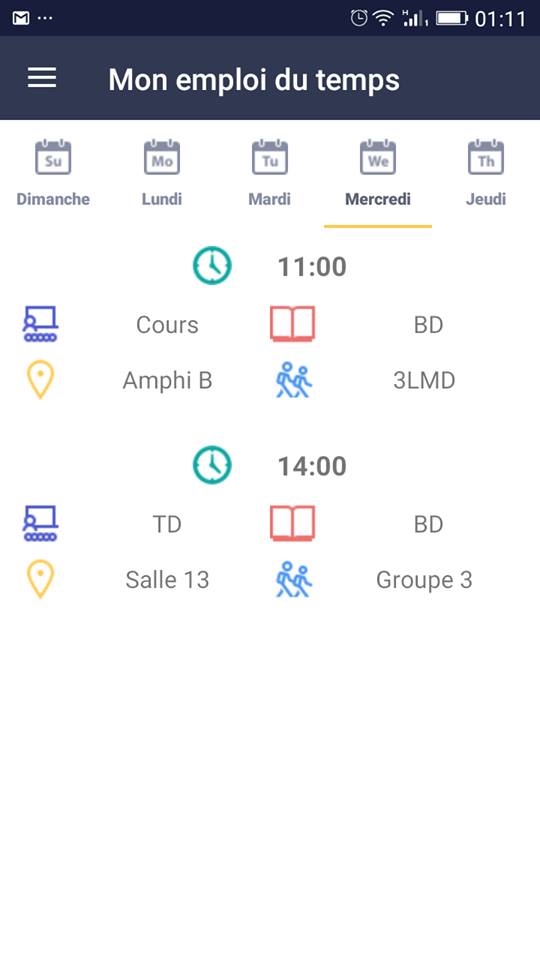 01:11
Mon emploi du temps
Su Mo Tu We Th
Dimanche Lundi Mardi Mercredi Jeudi
11:00
Cours BD
Amphi B 3LMD
14:00
TD BD
Salle 13 Groupe 3